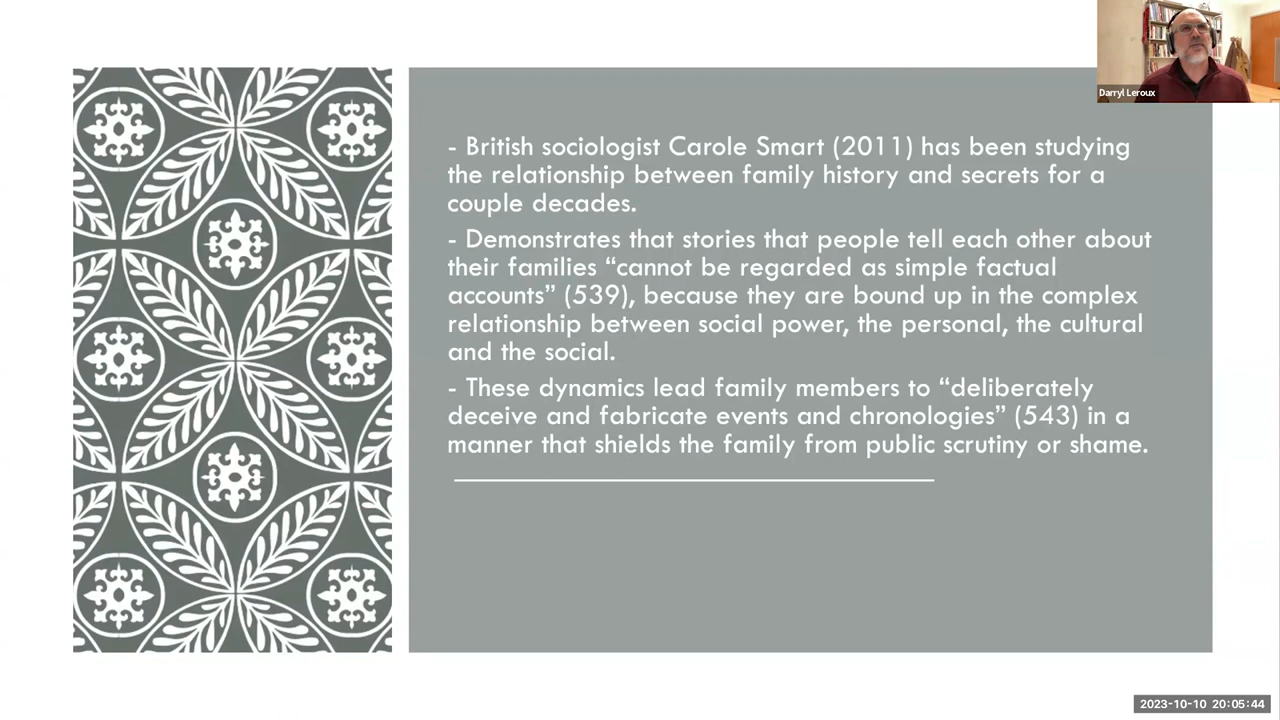 Darryl Leroux
- British sociologist Carole Smart (2011) has been studying
the relationship between family history and secrets for a
couple decades.
- Demonstrates that stories that people tell each other about
their families “cannot be regarded as simple factual
accounts” (539), because they are bound up in the complex
relationship between social power, the personal, the cultural
and the social.
- These dynamics lead family members to “deliberately
deceive and fabricate events and chronologies” (543) in a
manner that shields the family from public scrutiny or shame.
2023-10-10 20:05:44